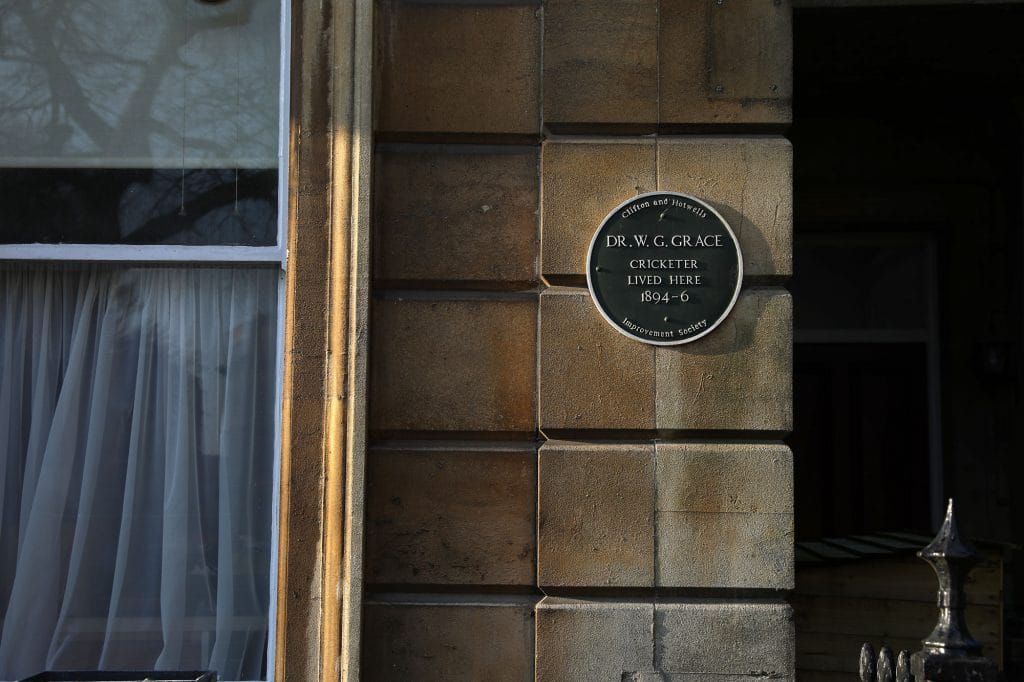 Clifton and Hotwells
DR. W. G. GRACE
CRICKETER
LIVED HERE
1894-6
Improvement Society